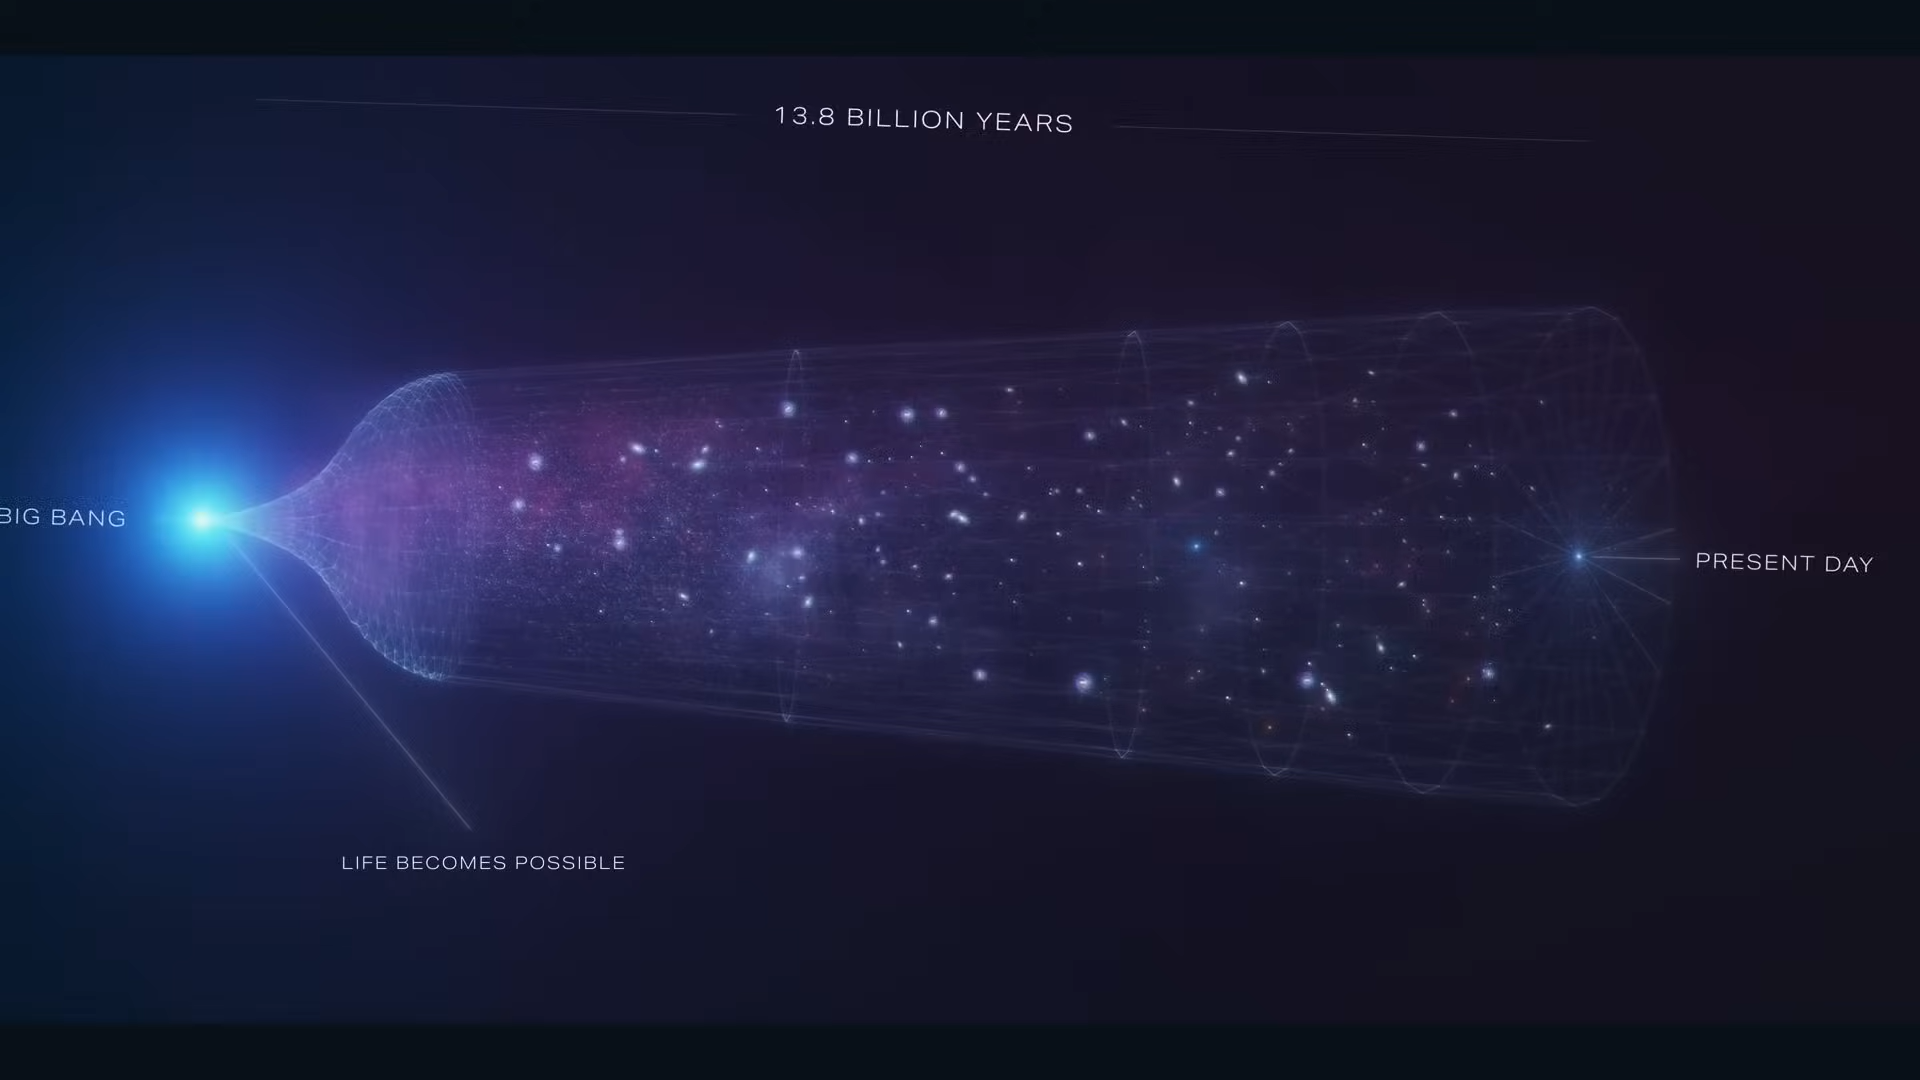 13.8 BILLION YEARS
BIG BANG
PRESENT DAY
LIFE BECOMES POSSIBLE